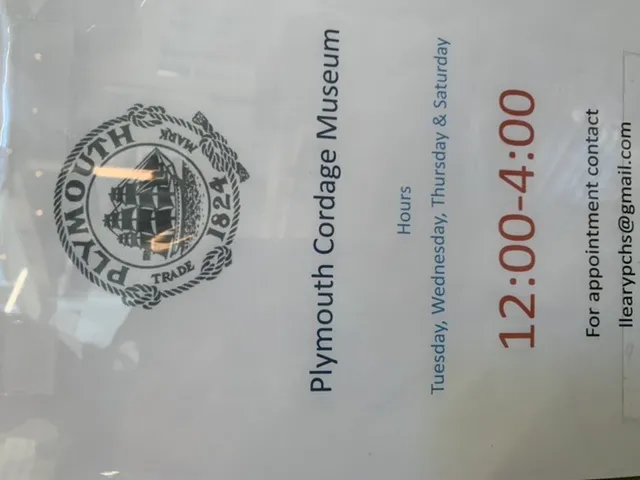 PLYMOUTH
TRADE 1824 MARK
Plymouth Cordage Museum
Hours
Tuesday, Wednesday, Thursday & Saturday
12:00-4:00
For appointment contact
llearypchs@gmail.com